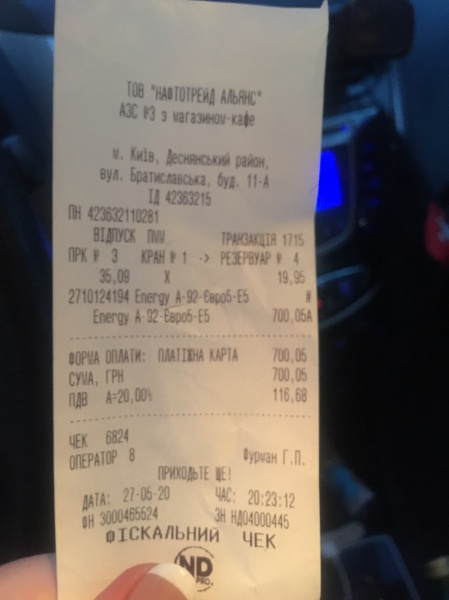 ТОВ "НАФТОТРЕЙД АЛЬЯНС"
АЗС №3 з магазином-кафе
м. Київ, Деснянський район,
вул. Братиславська, буд. 11-А
ІД 42363215
ПН 423632110281
ВІДПУСК ПММ ТРАНЗАКЦІЯ 1715
ПРК № 3 КРАН № 1 -> РЕЗЕРВУАР № 4
35,09 X 19,95
2710124194 Energy А-92-Євро5-Е5 #
Energy А-92-Євро5-Е5 700,05А
ФОРМА ОПЛАТИ: ПЛАТІЖНА КАРТА 700,05
СУМА, ГРН 700,05
ПДВ А=20,00% 116,68
ЧЕК 6824
ОПЕРАТОР 8 Фурман Г.П.
ПРИХОДЬТЕ ЩЕ!
ДАТА: 27-05-20 ЧАС: 20:23:12
ФН 3000465524 ЗН НД04000445
ФІСКАЛЬНИЙ ЧЕК
ND
PRO.